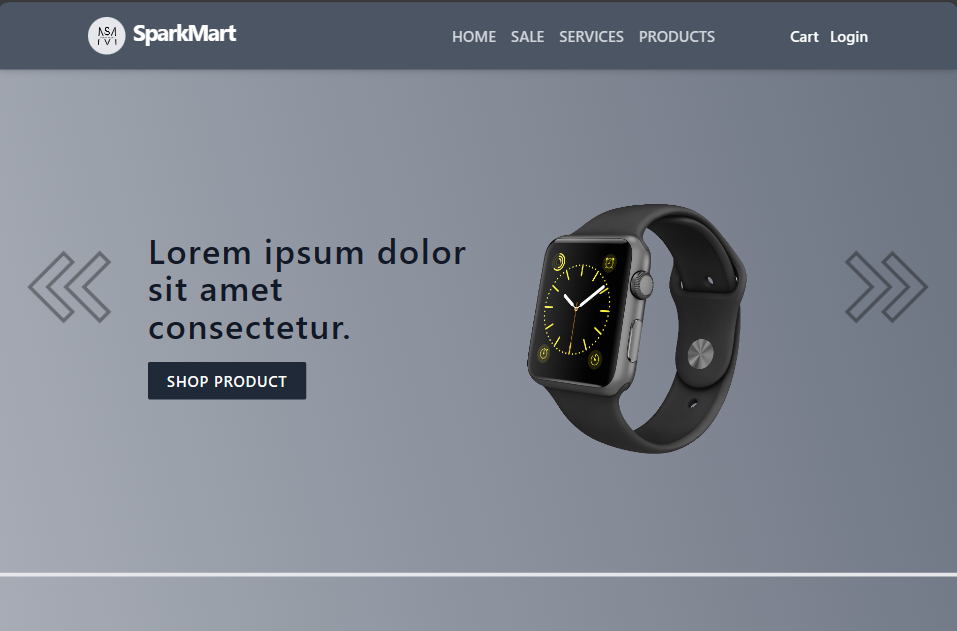 SparkMart
HOME SALE SERVICES PRODUCTS
Cart Login
Lorem ipsum dolor
sit amet
consectetur.
SHOP PRODUCT